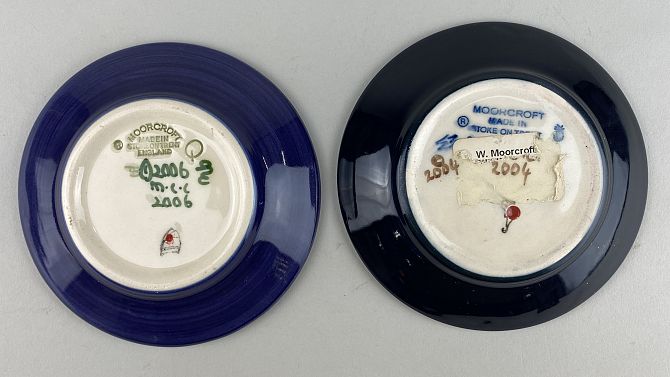 MOORCROFT
MADE IN
STOKE ON TRENT
ENGLAND
© 2006
M.C.C
2006
MOORCROFT
®
MADE IN
STOKE ON TRENT
W. Moorcroft
2004
2004